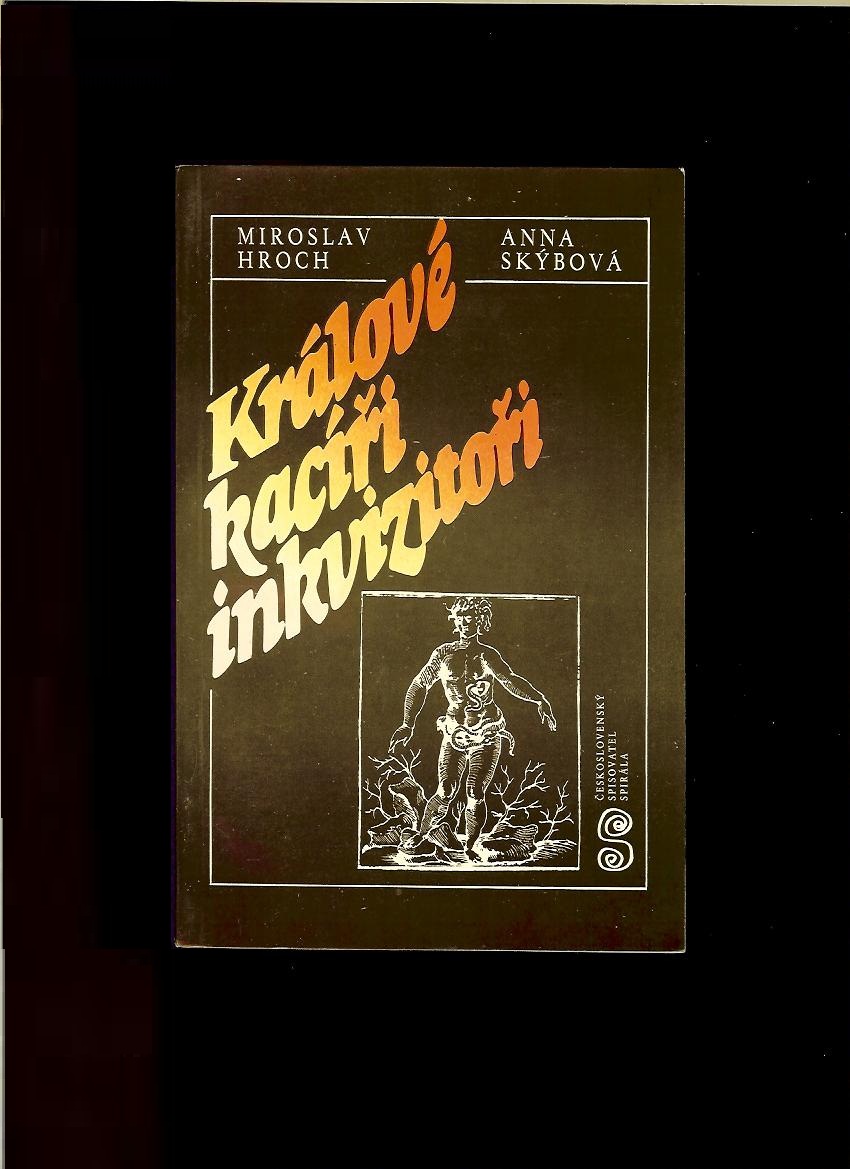 MIROSLAV
HROCH
ANNA
SKÝBOVÁ
Králové
kacíři
inkvizitoři
ČESKOSLOVENSKÝ
SPISOVATEL
SPIRÁLA